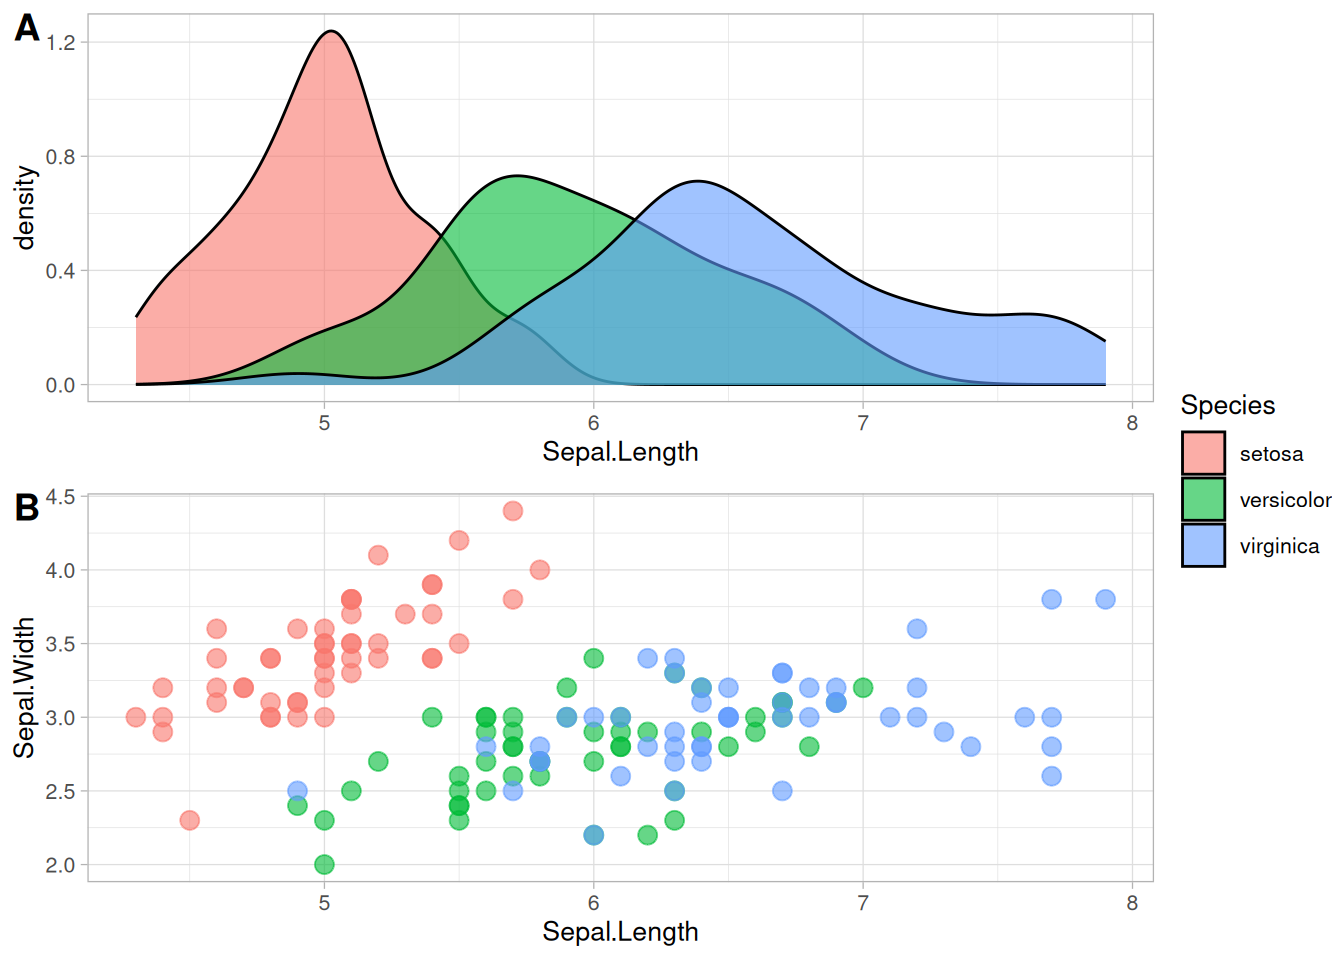 A
1.2
0.8
0.4
0.0
density
5 6 7 8
Sepal.Length
Species
setosa
versicolor
virginica
B
4.5
4.0
3.5
3.0
2.5
2.0
Sepal.Width
5 6 7 8
Sepal.Length